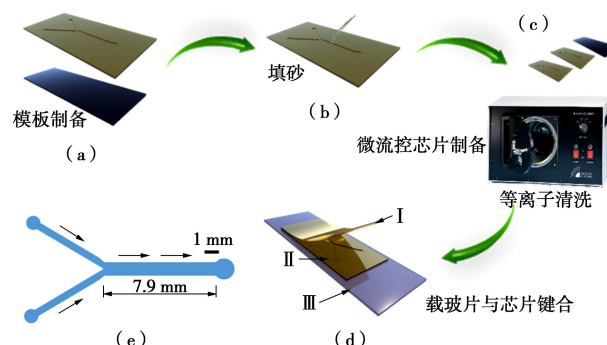 (c)
填砂
模板制备
(b)
(a)
微流控芯片制备
等离子清洗
1 mm
7.9 mm
I
II
III
载玻片与芯片键合
(e)
(d)